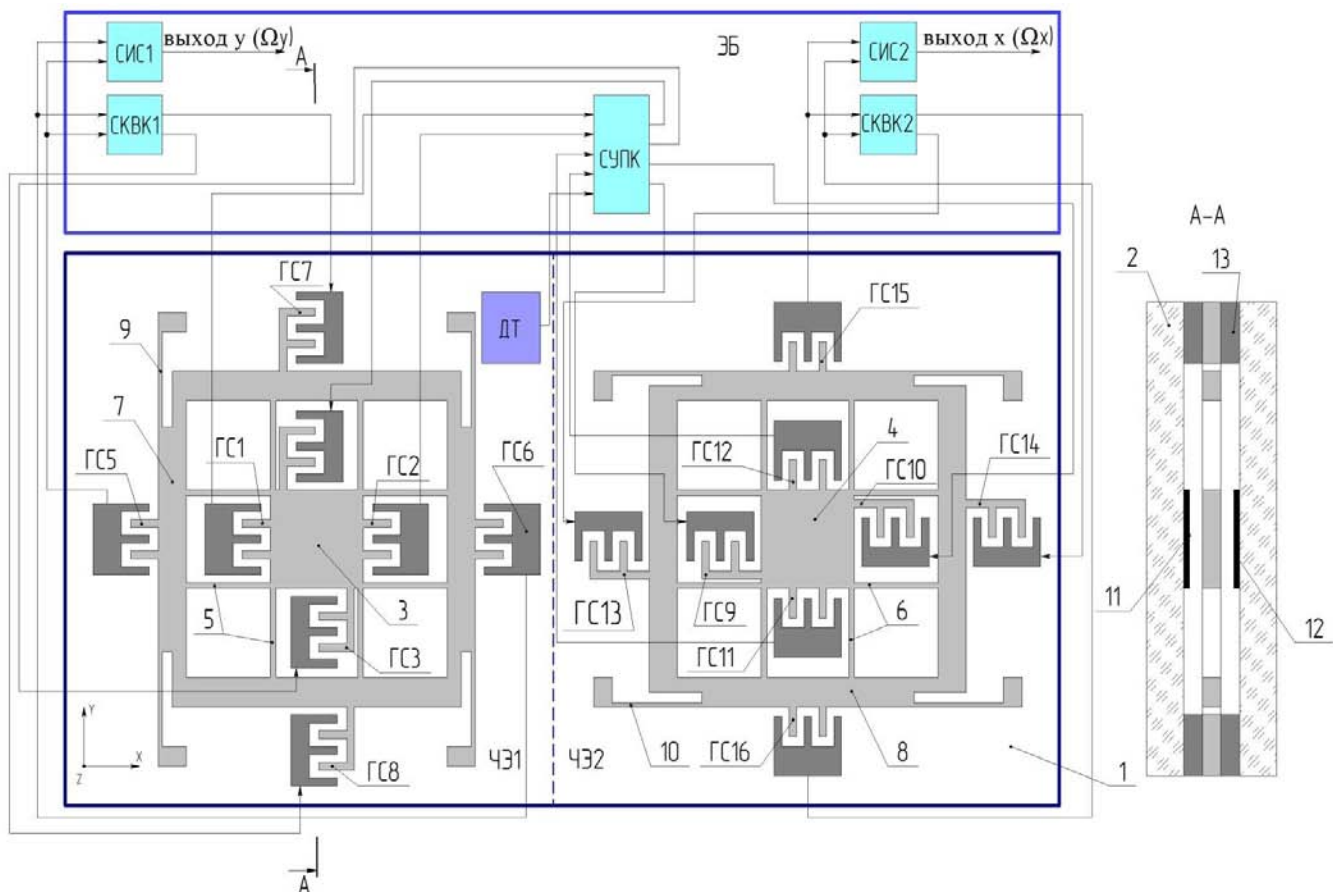 СИС1
выход y (Ωy)
A
ЭБ
СИС2
выход x (Ωx)
СКВК1
СУПК
СКВК2
A-A
2
13
ГС7
ДТ
ГС15
9
7
ГС5
ГС1
ГС2
ГС6
ГС12
4
ГС10
ГС14
5
3
ГС3
ГС13
ГС9
ГС11
6
11
12
Y
Z
X
ГС8
ЧЭ1
ЧЭ2
10
ГС16
8
1
A